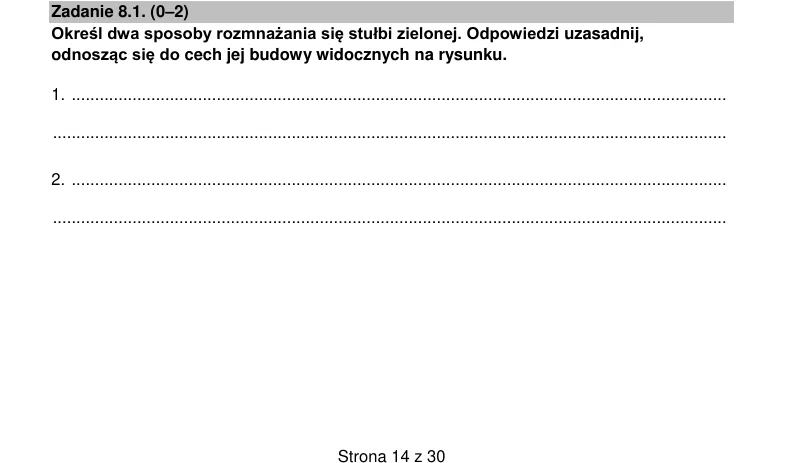 Zadanie 8.1. (0–2)
Określ dwa sposoby rozmnażania się stułbi zielonej. Odpowiedzi uzasadnij,
odnosząc się do cech jej budowy widocznych na rysunku.
1. ............................................................................................................................................
................................................................................................................................................
2. ............................................................................................................................................
................................................................................................................................................
Strona 14 z 30